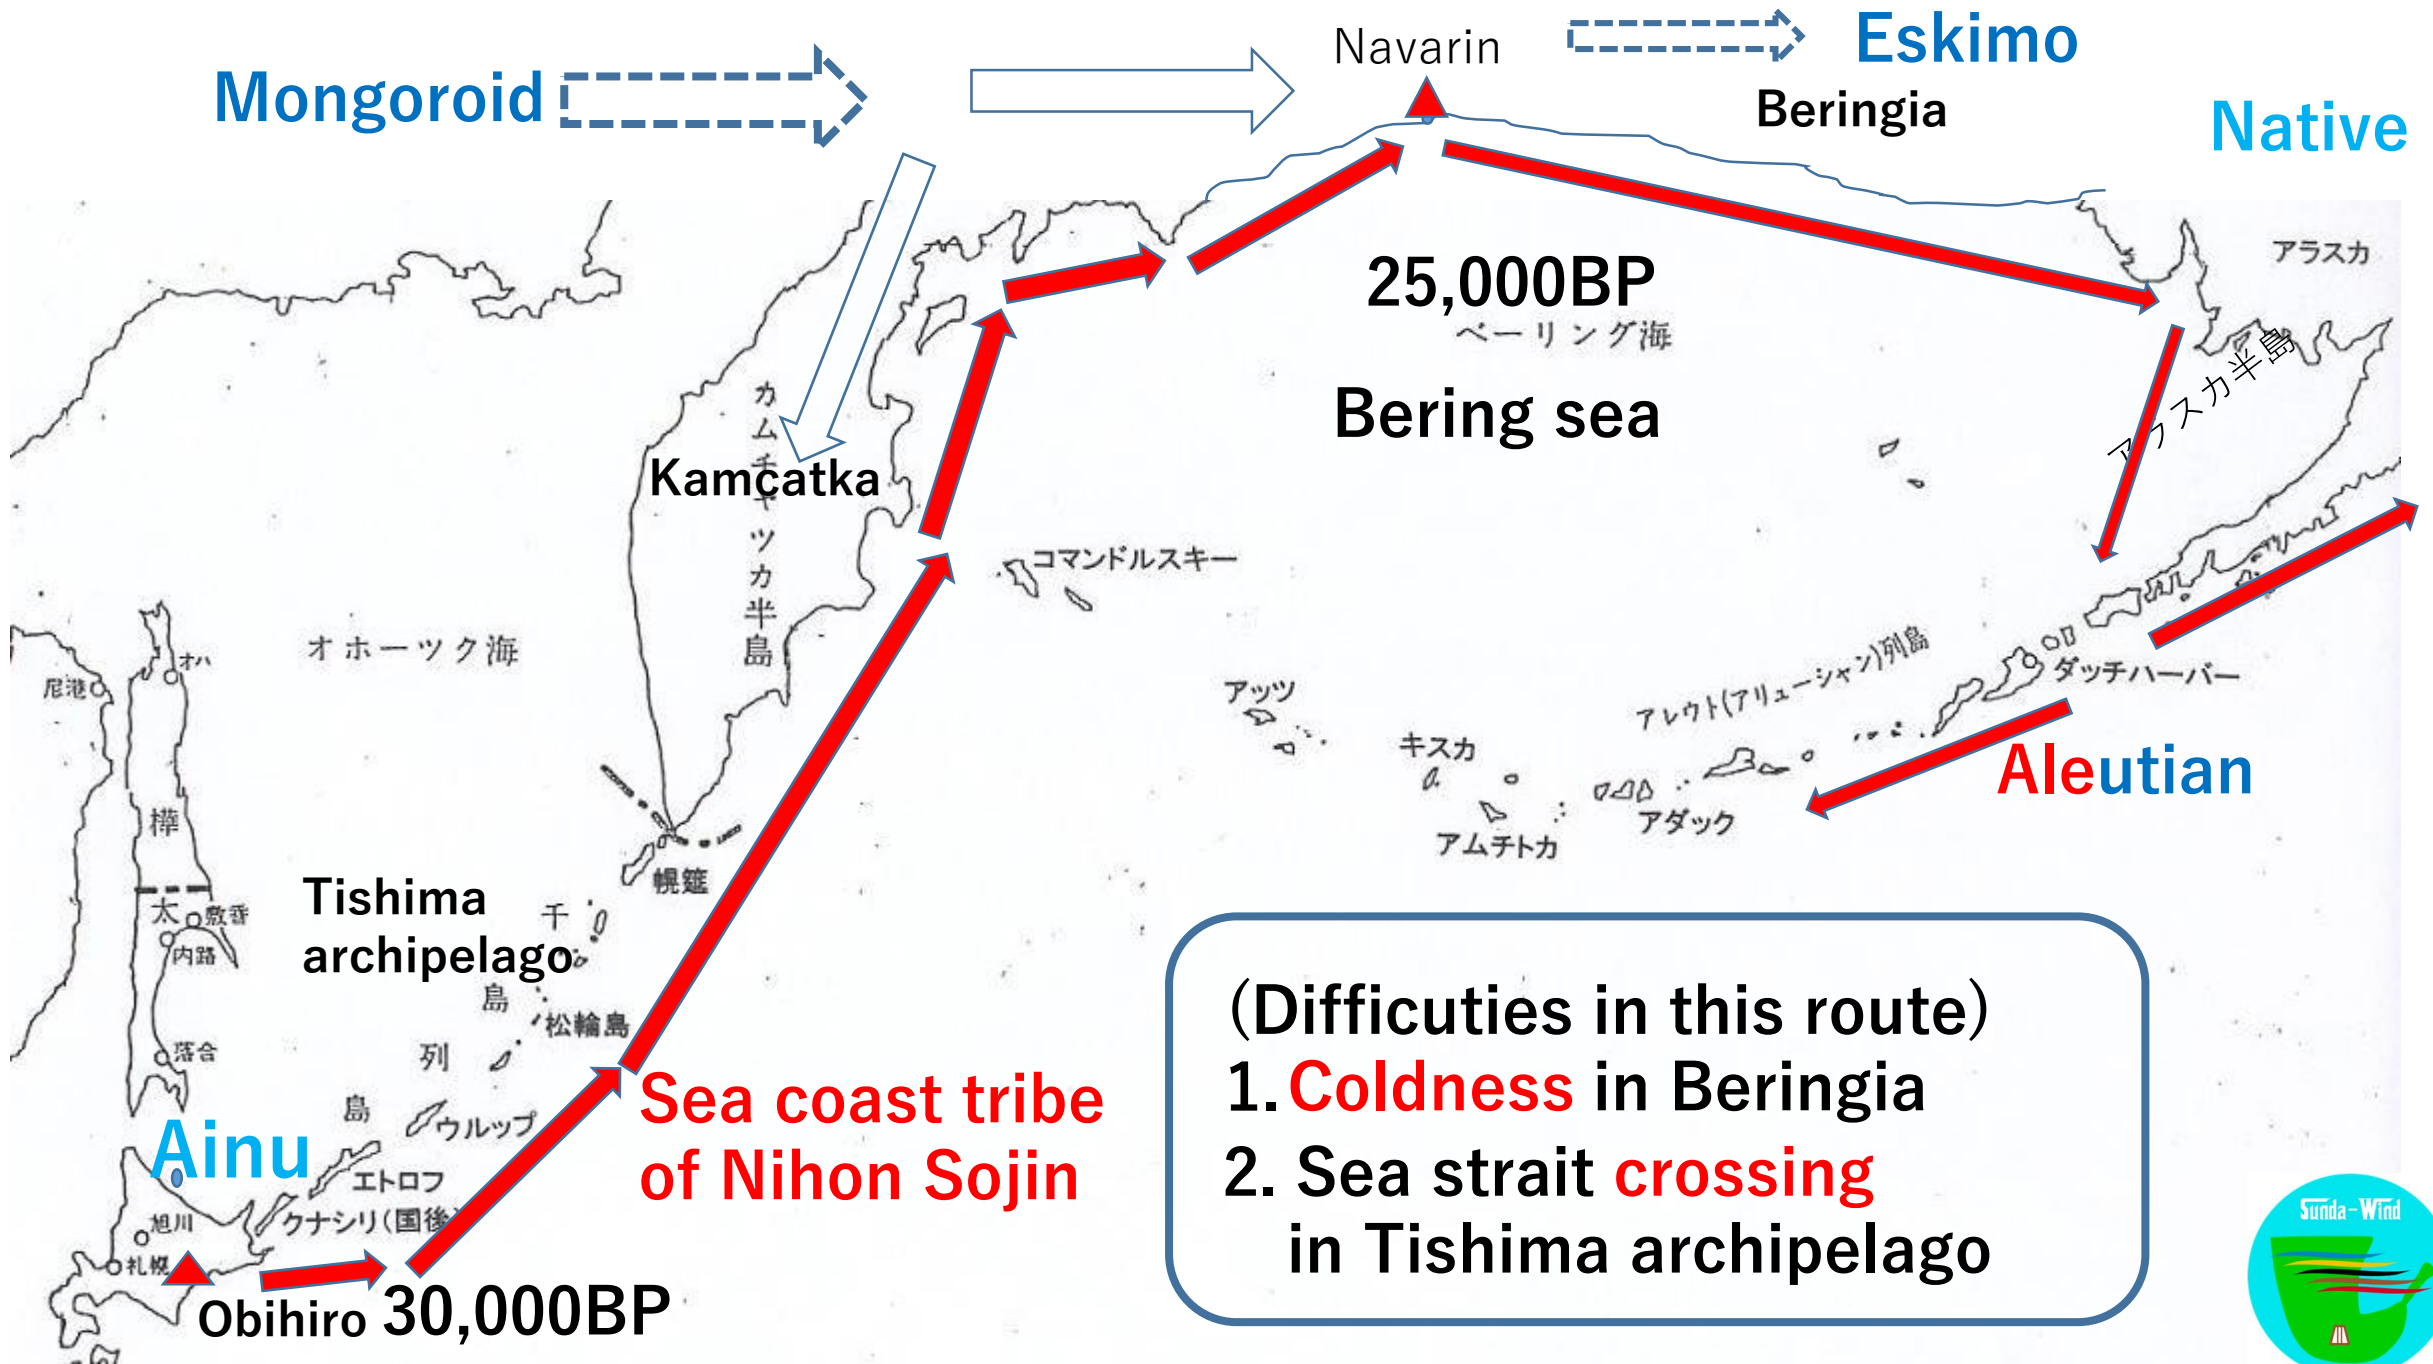 Navarin
Eskimo
Mongoroid
Beringia
Native
アラスカ
25,000BP
ベーリング海
アラスカ半島
カムチャツカ半島
Bering sea
Kamcatka
コマンドルスキー
オホーツク海
オハ
尼港
アレウト(アリューシャン)列島
ダッチハーバー
アッツ
キスカ
Aleutian
アダック
アムチトカ
樺
太
幌筵
Tishima
archipelago
千
島
列
島
敷香
内路
松輪島
落合
(Difficuties in this route)
1. Coldness in Beringia
2. Sea strait crossing
in Tishima archipelago
Sea coast tribe
of Nihon Sojin
ウルップ
Ainu
エトロフ
クナシリ(国後)
旭川
札幌
Obihiro 30,000BP
Sunda-Wind